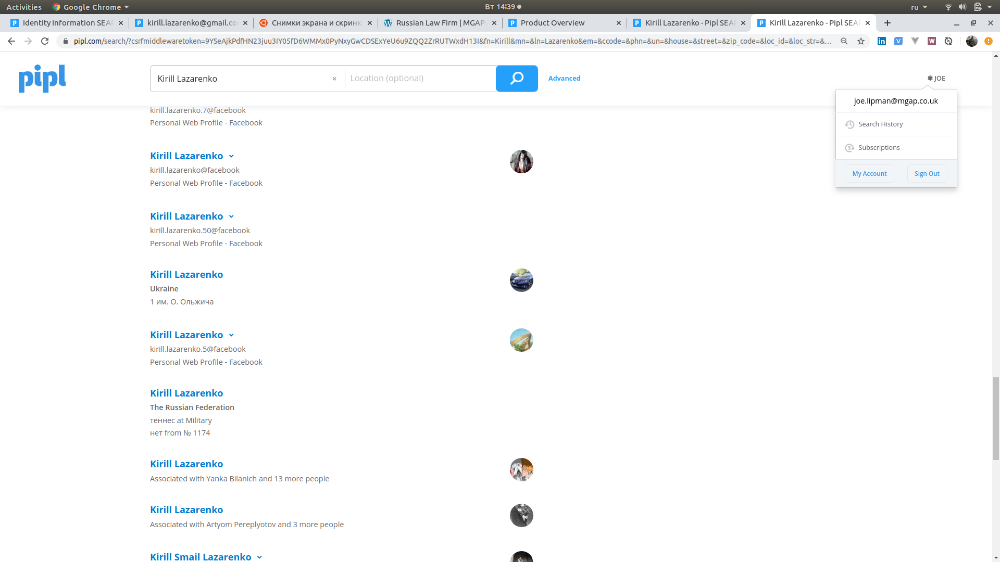 Activities
Google Chrome
Вт 14:39
ru
Identity Information SEAR
kirill.lazarenko@gmail.co
Снимки экрана и скринк
Russian Law Firm | MGAP
Product Overview
Kirill Lazarenko - Pipl SEAR
Kirill Lazarenko - Pipl SEAR
pipl.com/search/?csrfmiddlewaretoken=9YSeAjkPdfHN23juu3IY05fD6WMMx0PyNxyGwCDSExYeU6u9ZQQ2ZrRUTWxdH13I&fn=Kirill&mn=&ln=Lazarenko&em=&ccode=&phn=&un=&house=&street=&zip_code=&loc_id=&loc_str=&...
pipl
Kirill Lazarenko
Location (optional)
Advanced
JOE
joe.lipman@mgap.co.uk
Search History
Subscriptions
My Account
Sign Out
kirill.lazarenko.7@facebook
Personal Web Profile - Facebook
Kirill Lazarenko
kirill.lazarenko@facebook
Personal Web Profile - Facebook
Kirill Lazarenko
kirill.lazarenko.50@facebook
Personal Web Profile - Facebook
Kirill Lazarenko
Ukraine
1 им. О. Ольжича
Kirill Lazarenko
kirill.lazarenko.5@facebook
Personal Web Profile - Facebook
Kirill Lazarenko
The Russian Federation
теннес at Military
нет from № 1174
Kirill Lazarenko
Associated with Yanka Bilanich and 13 more people
Kirill Lazarenko
Associated with Artyom Pereplyotov and 3 more people
Kirill Smail Lazarenko